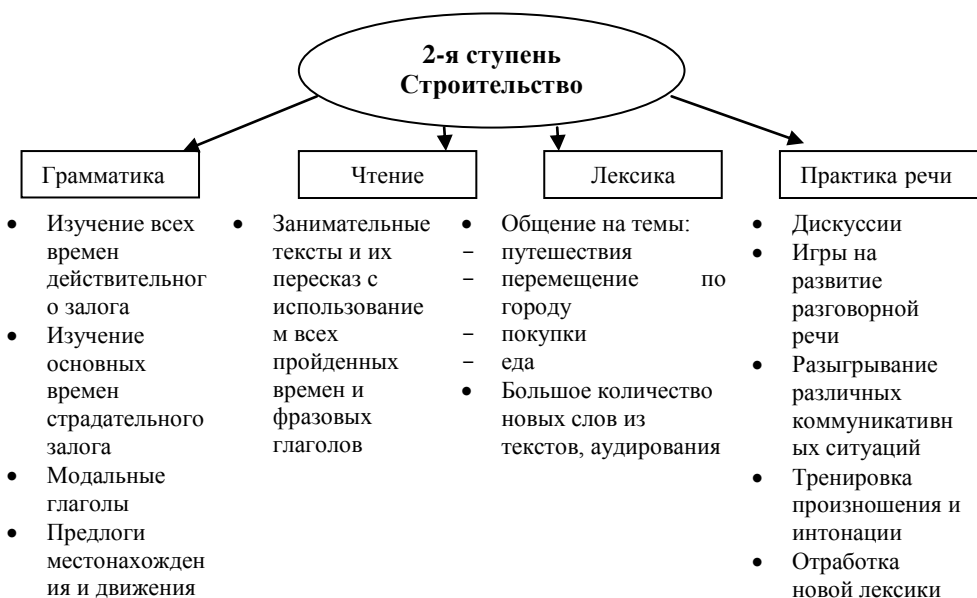 2-я ступень
Строительство
Грамматика
• Изучение всех
времен
действительног
о залога
• Изучение
основных
времен
страдательного
залога
• Модальные
глаголы
• Предлоги
местонахожден
ия и движения
Чтение
• Занимательные
тексты и их
пересказ с
использование
м всех
пройденных
времен и
фразовых
глаголов
Лексика
• Общение на темы:
− путешествия
− перемещение по
городу
− покупки
− еда
• Большое количество
новых слов из
текстов, аудирования
Практика речи
• Дискуссии
• Игры на
развитие
разговорной
речи
• Разыгрывание
различных
коммуникативн
ых ситуаций
• Тренировка
произношения и
интонации
• Отработка
новой лексики